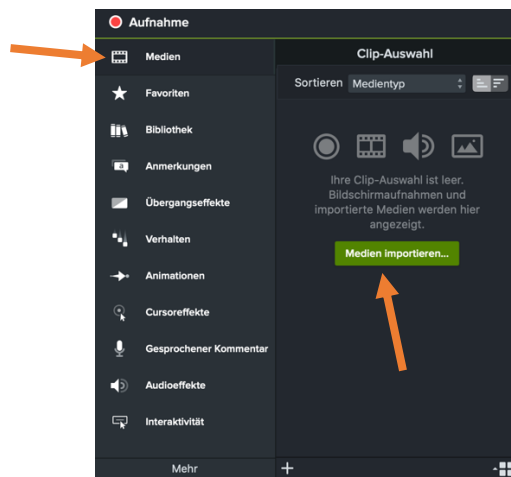 Aufnahme
Medien
Favoriten
Bibliothek
Anmerkungen
Übergangseffekte
Verhalten
Animationen
Cursoreffekte
Gesprochener Kommentar
Audioeffekte
Interaktivität
Mehr
Clip-Auswahl
Sortieren Medientyp
Ihre Clip-Auswahl ist leer.
Bildschirmaufnahmen und
importierte Medien werden hier
angezeigt.
Medien importieren...